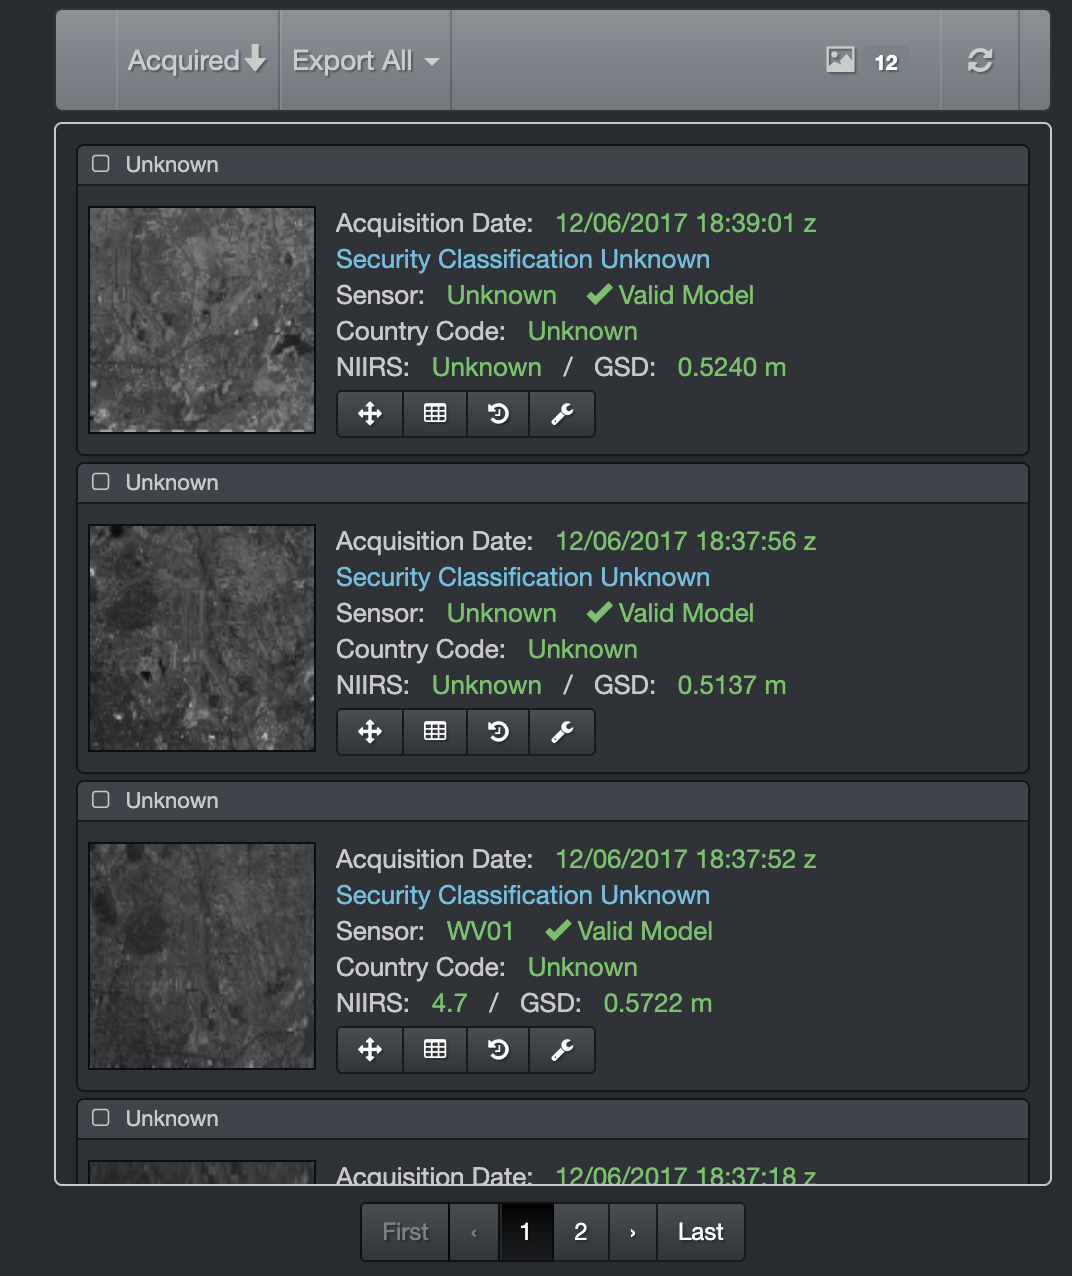 Acquired Export All 12
Unknown
Acquisition Date: 12/06/2017 18:39:01 z
Security Classification Unknown
Sensor: Unknown Valid Model
Country Code: Unknown
NIIRS: Unknown / GSD: 0.5240 m
Unknown
Acquisition Date: 12/06/2017 18:37:56 z
Security Classification Unknown
Sensor: Unknown Valid Model
Country Code: Unknown
NIIRS: Unknown / GSD: 0.5137 m
Unknown
Acquisition Date: 12/06/2017 18:37:52 z
Security Classification Unknown
Sensor: WV01 Valid Model
Country Code: Unknown
NIIRS: 4.7 / GSD: 0.5722 m
Unknown
Acquisition Date: 12/06/2017 18:37:18 z
First ‹ 1 2 › Last